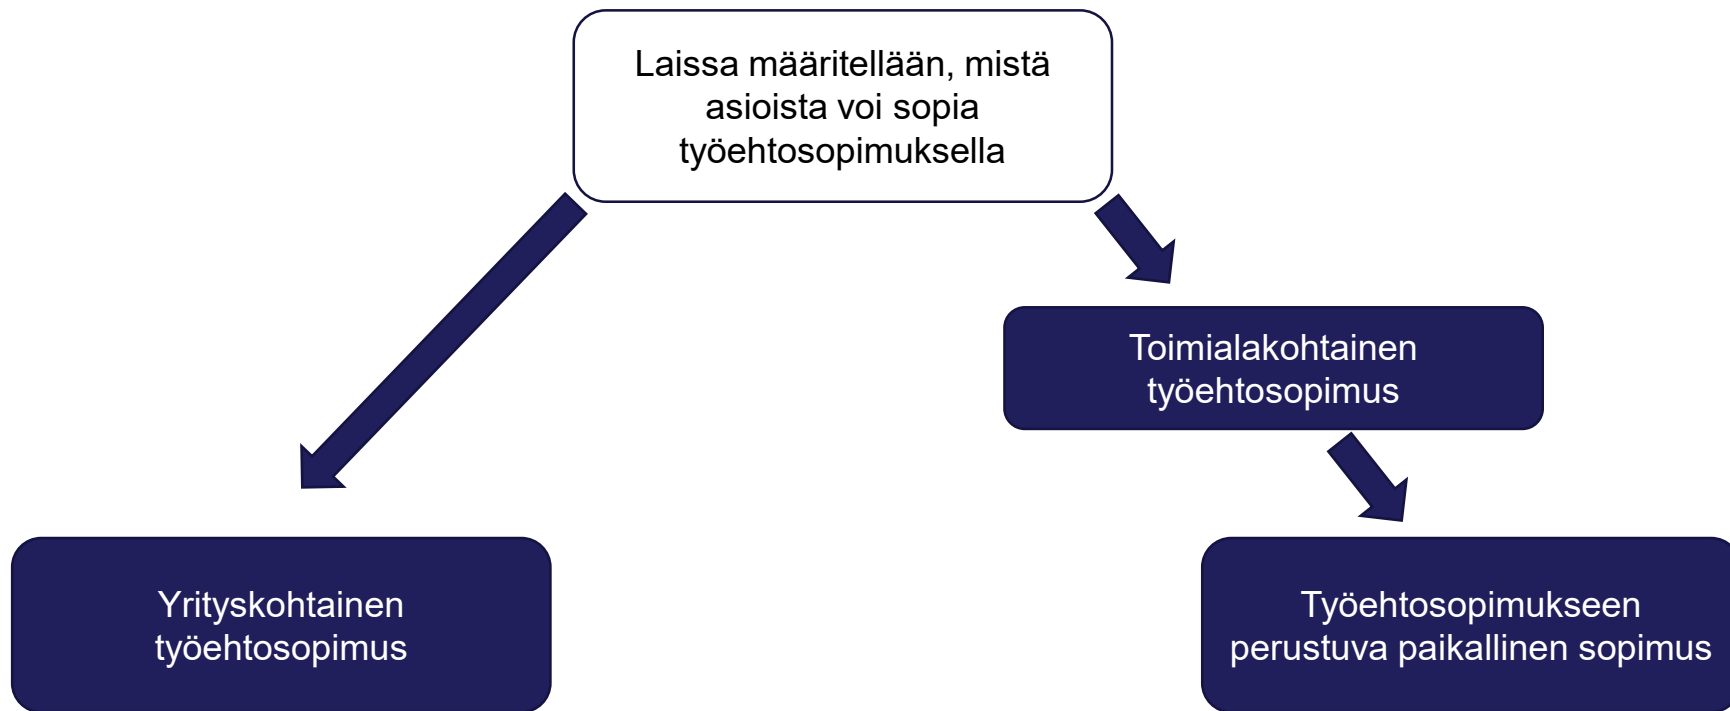 Laissa määritellään, mistä
asioista voi sopia
työehtosopimuksella
Toimialakohtainen
työehtosopimus
Yrityskohtainen
työehtosopimus
Työehtosopimukseen
perustuva paikallinen sopimus